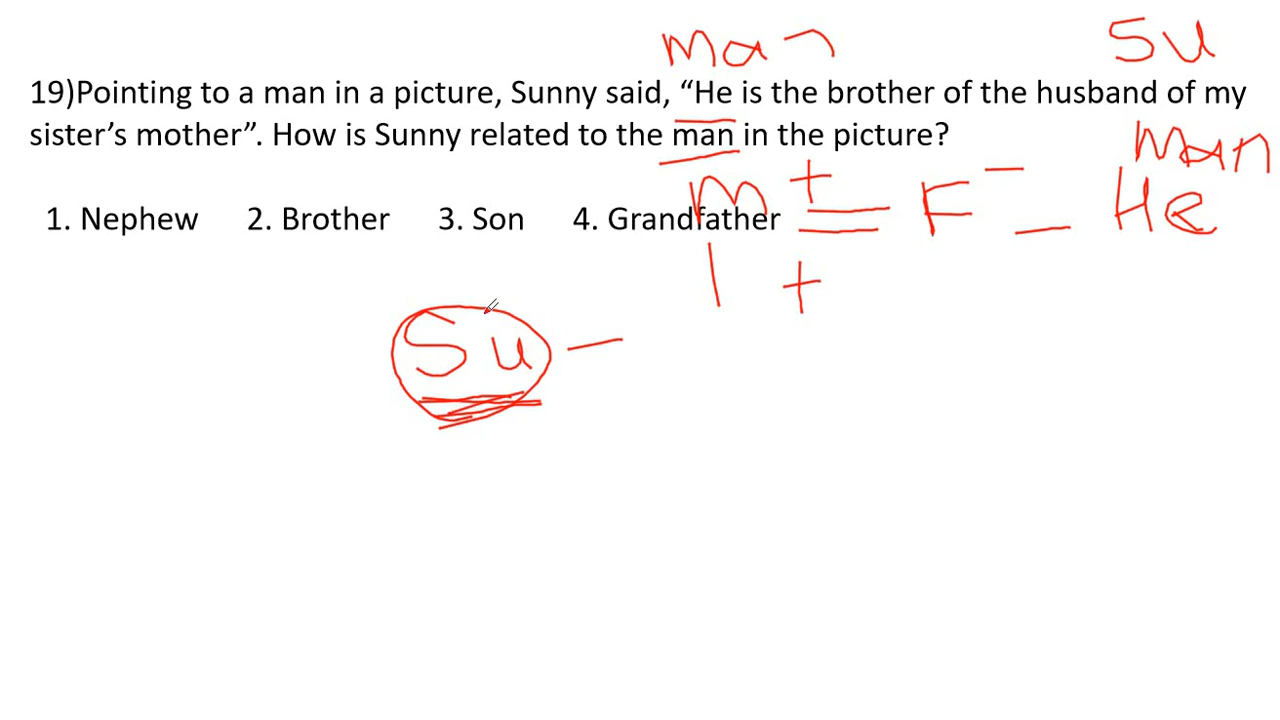 Man Su
19)Pointing to a man in a picture, Sunny said, “He is the brother of the husband of my
sister’s mother”. How is Sunny related to the man in the picture?
Man
M + = F - - He
1. Nephew 2. Brother 3. Son 4. Grandfather
| +
Su -